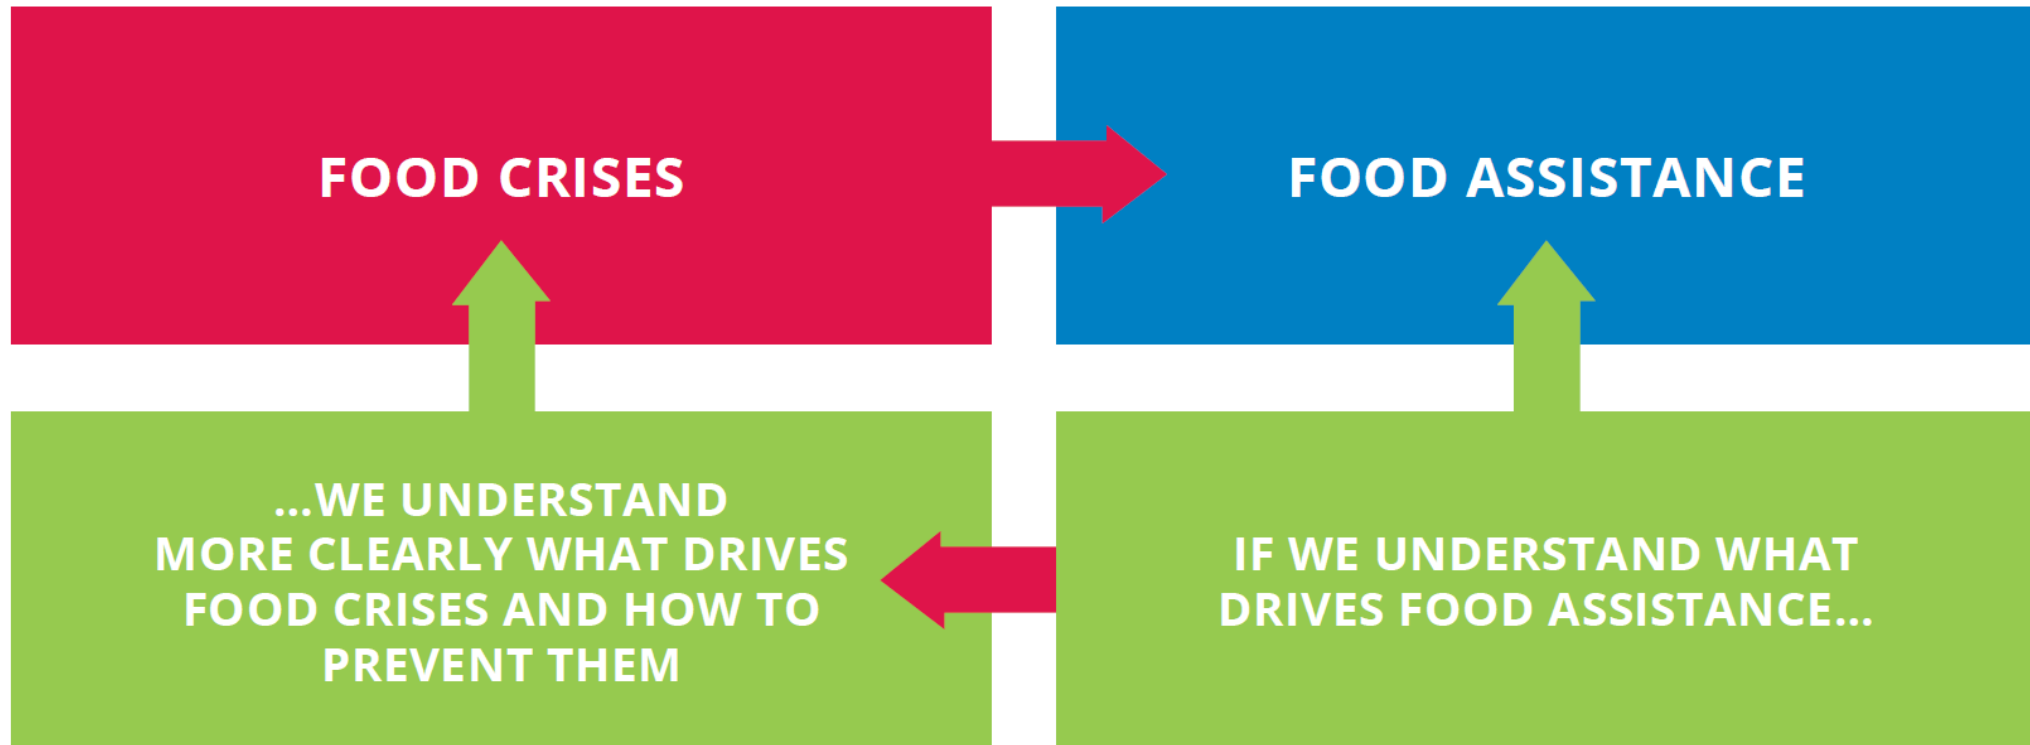 FOOD CRISES
FOOD ASSISTANCE
...WE UNDERSTAND
MORE CLEARLY WHAT DRIVES
FOOD CRISES AND HOW TO
PREVENT THEM
IF WE UNDERSTAND WHAT
DRIVES FOOD ASSISTANCE...